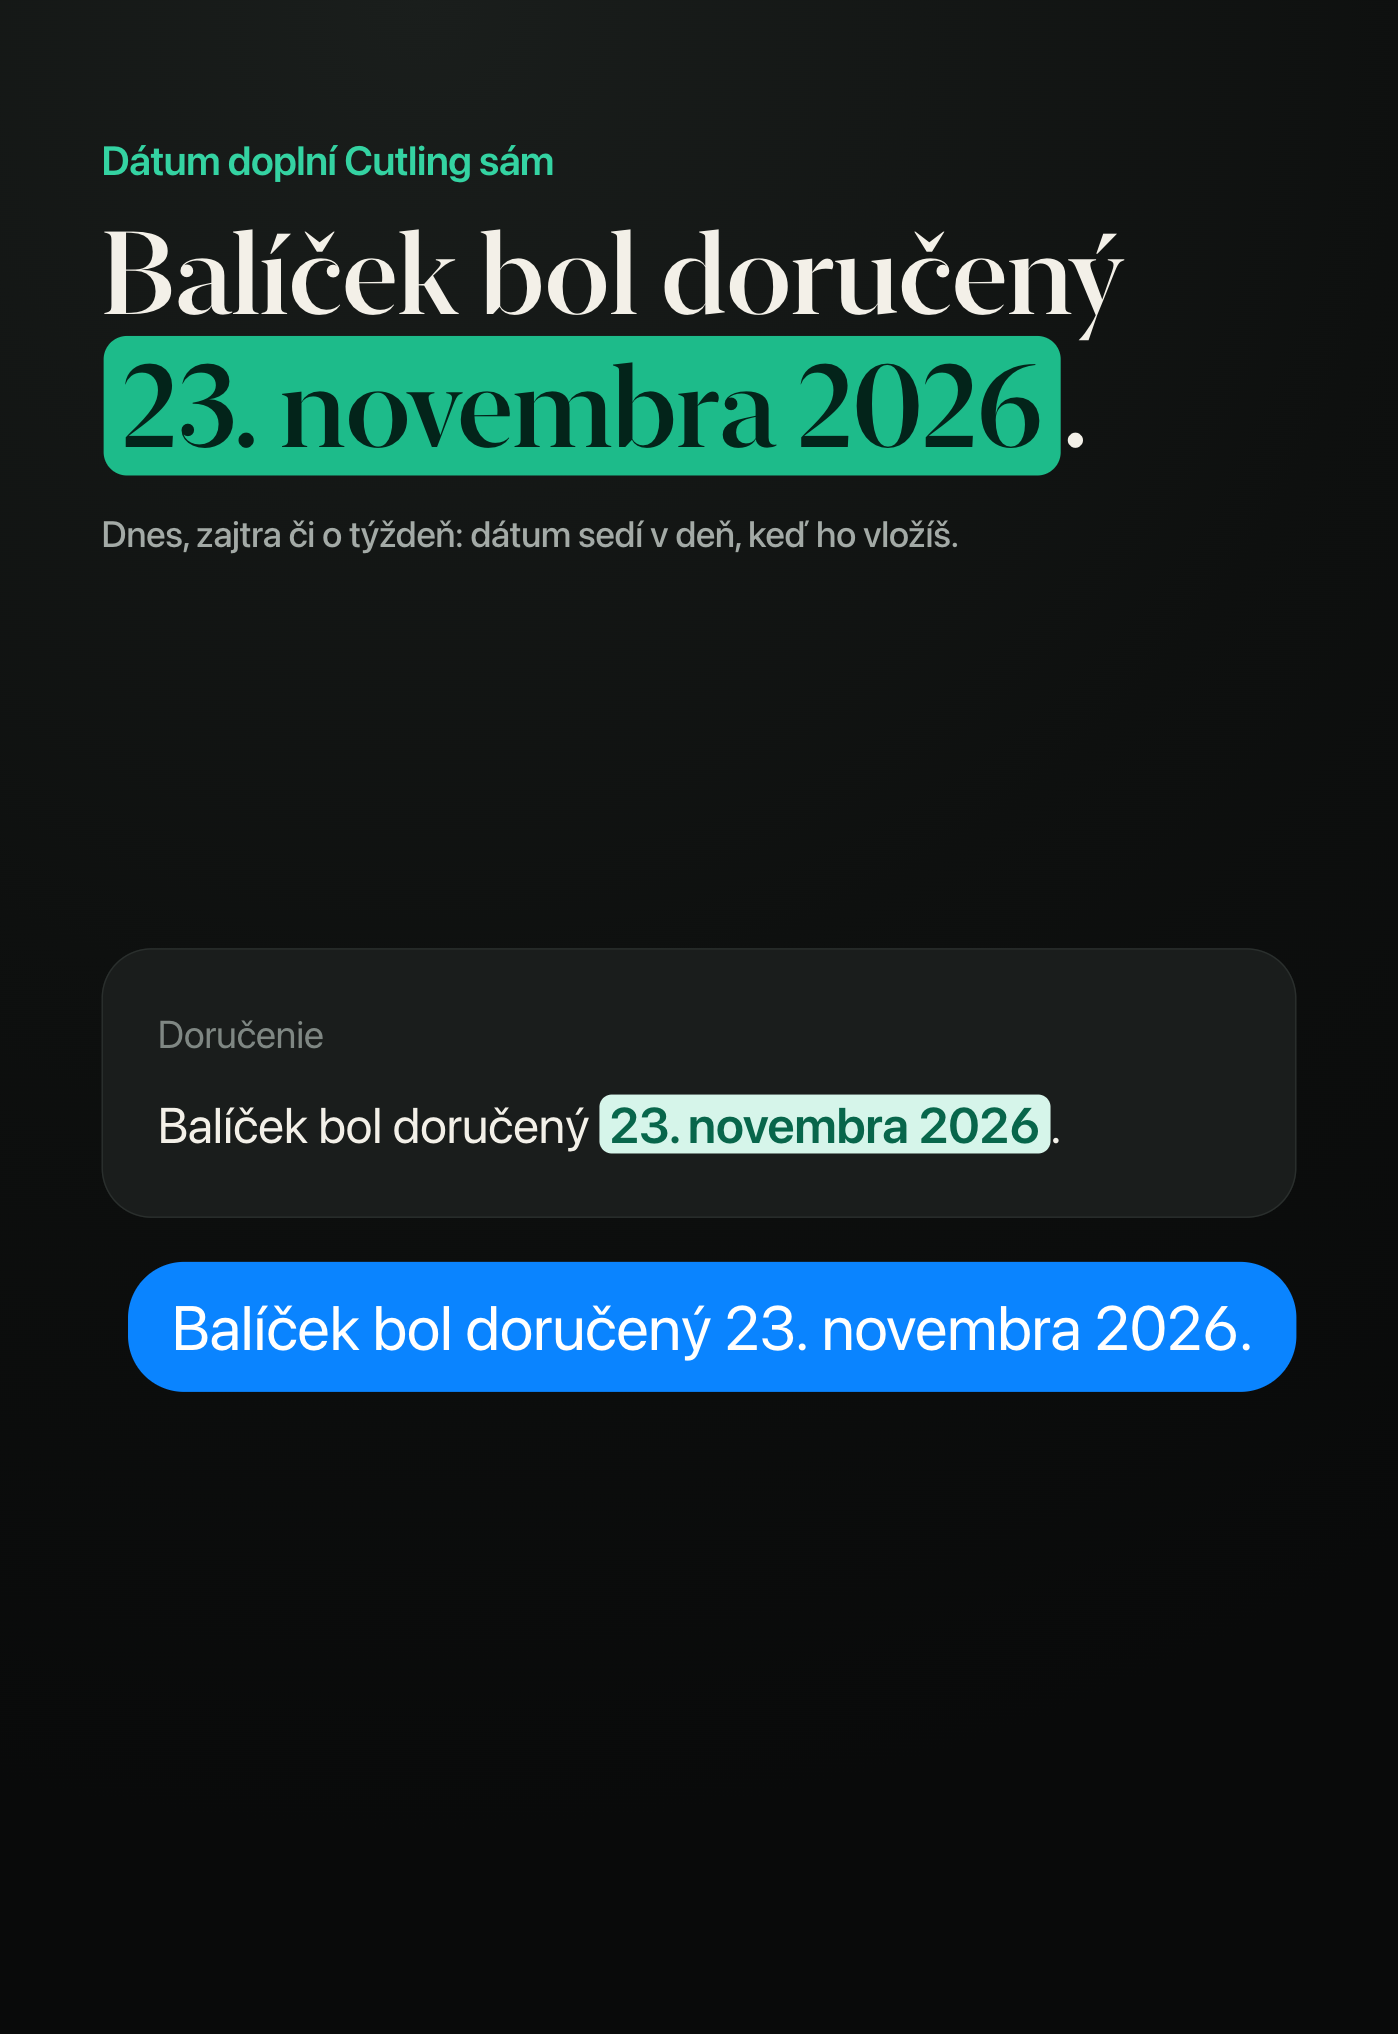 Dátum doplní Cutling sám
Balíček bol doručený
23. novembra 2026.
Dnes, zajtra či o týždeň: dátum sedí v deň, keď ho vložíš.
Doručenie
Balíček bol doručený 23. novembra 2026.
Balíček bol doručený 23. novembra 2026.